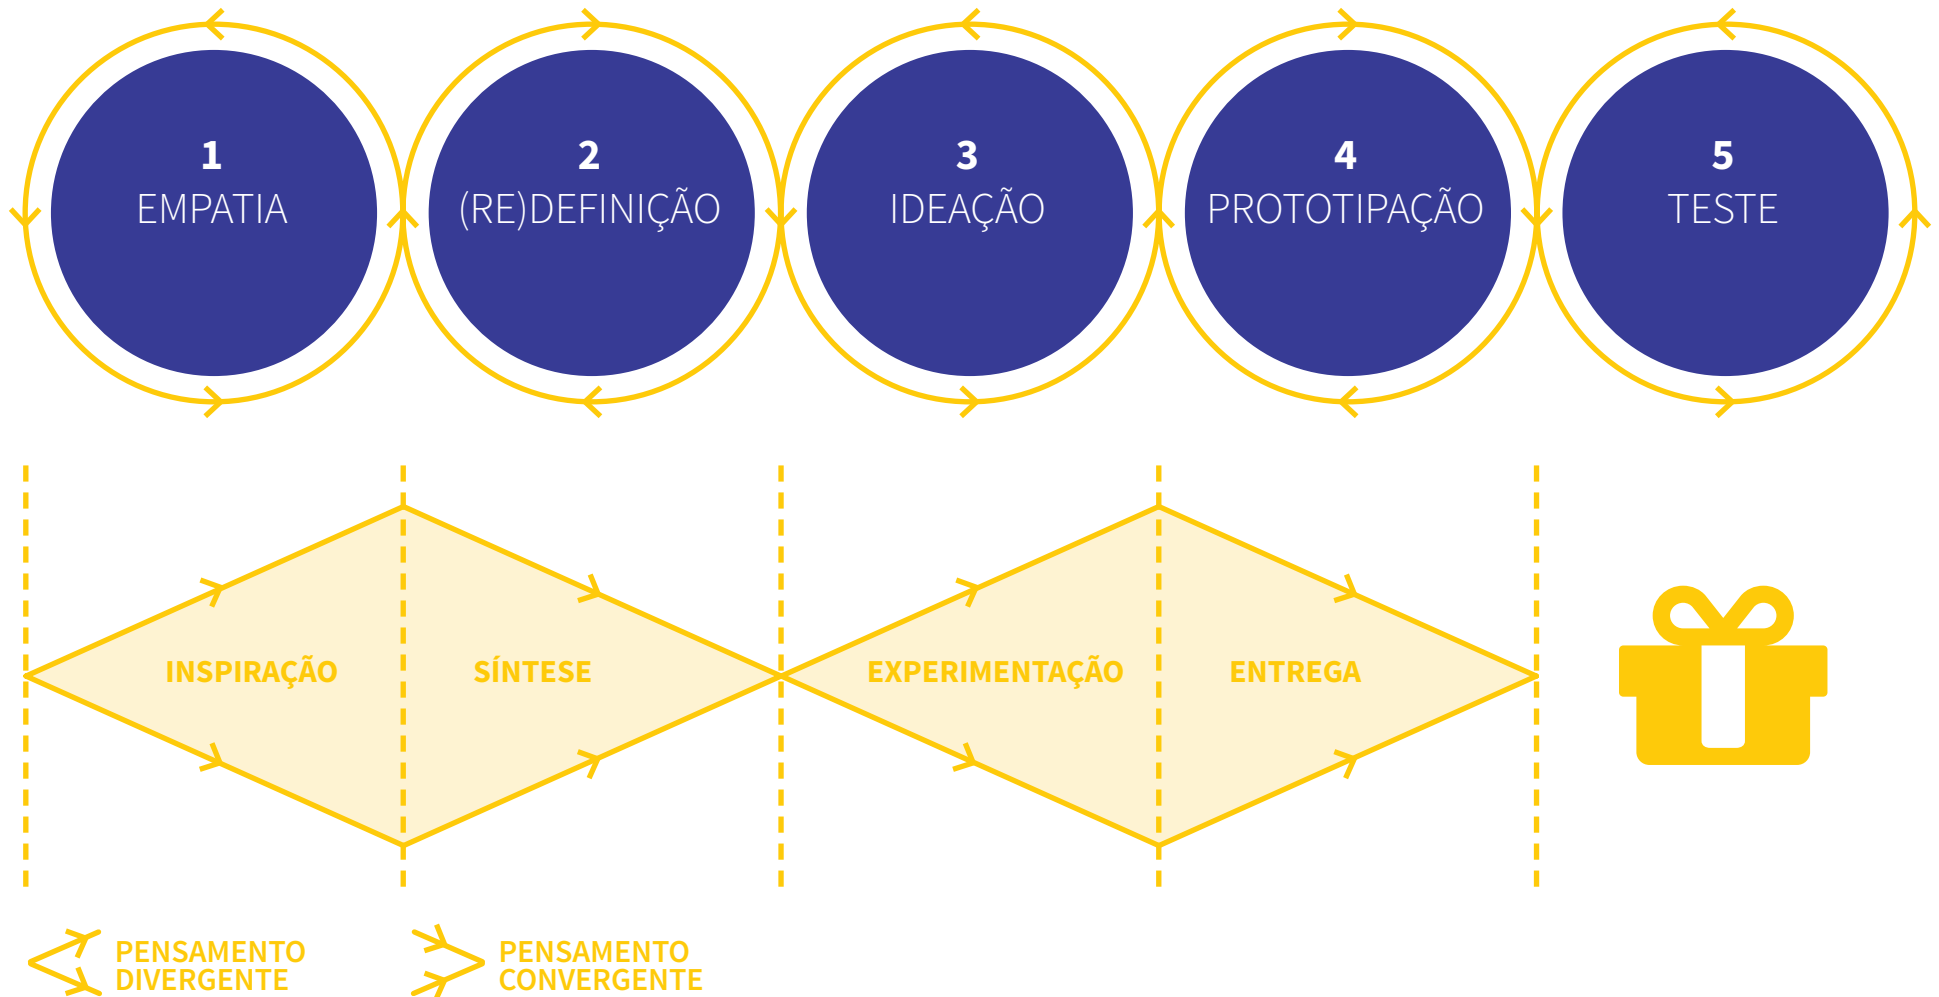 1
EMPATIA
2
(RE)DEFINIÇÃO
3
IDEAÇÃO
4
PROTOTIPAÇÃO
5
TESTE
INSPIRAÇÃO
SÍNTESE
EXPERIMENTAÇÃO
ENTREGA
PENSAMENTO
DIVERGENTE
PENSAMENTO
CONVERGENTE